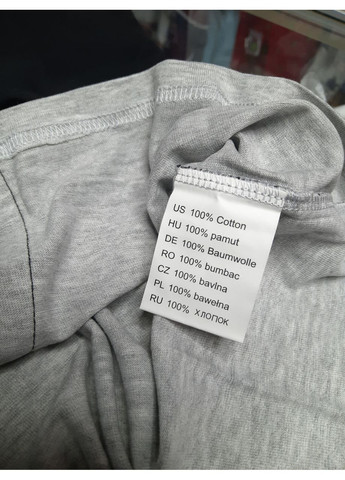 US 100% Cotton
HU 100% pamut
DE 100% Baumwolle
RO 100% bumbac
CZ 100% bavlna
PL 100% bawełna
RU 100% ХЛОПОК